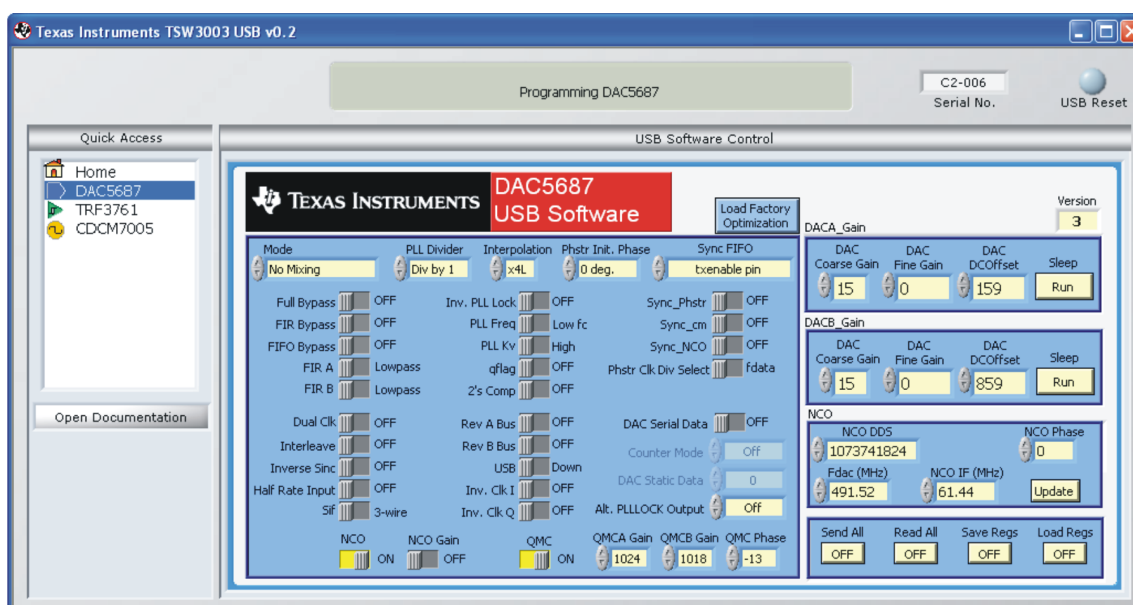 Texas Instruments TSW3003 USB v0.2
Programming DAC5687
C2-006
Serial No.
USB Reset
Quick Access
USB Software Control
Home
DAC5687
TRF3761
CDCM7005
Open Documentation
TEXAS INSTRUMENTS
DAC5687
USB Software
Load Factory
Optimization
Version
3
Mode PLL Divider Interpolation Phstr Init. Phase Sync FIFO
No Mixing Div by 1 x4L 0 deg. txenable pin
Full Bypass OFF Inv. PLL Lock OFF Sync_Phstr OFF
FIR Bypass OFF PLL Freq Low fc Sync_cm OFF
FIFO Bypass OFF PLL Kv High Sync_NCO OFF
FIR A Lowpass qflag OFF Phstr Clk Div Select fdata
FIR B Lowpass 2's Comp OFF
Dual Clk OFF Rev A Bus OFF DAC Serial Data OFF
Interleave OFF Rev B Bus OFF Counter Mode Off
Inverse Sinc OFF USB Down DAC Static Data 0
Half Rate Input OFF Inv. Clk I OFF Alt. PLLLOCK Output Off
Sif 3-wire Inv. Clk Q OFF
NCO NCO Gain QMC QMCA Gain QMCB Gain QMC Phase
ON OFF ON 1024 1018 -13
DACA_Gain
DAC Coarse Gain DAC Fine Gain DAC DCOffset Sleep
15 0 159 Run
DACB_Gain
DAC Coarse Gain DAC Fine Gain DAC DCOffset Sleep
15 0 859 Run
NCO
NCO DDS NCO Phase
1073741824 0
Fdac (MHz) NCO IF (MHz)
491.52 61.44 Update
Send All Read All Save Regs Load Regs
OFF OFF OFF OFF